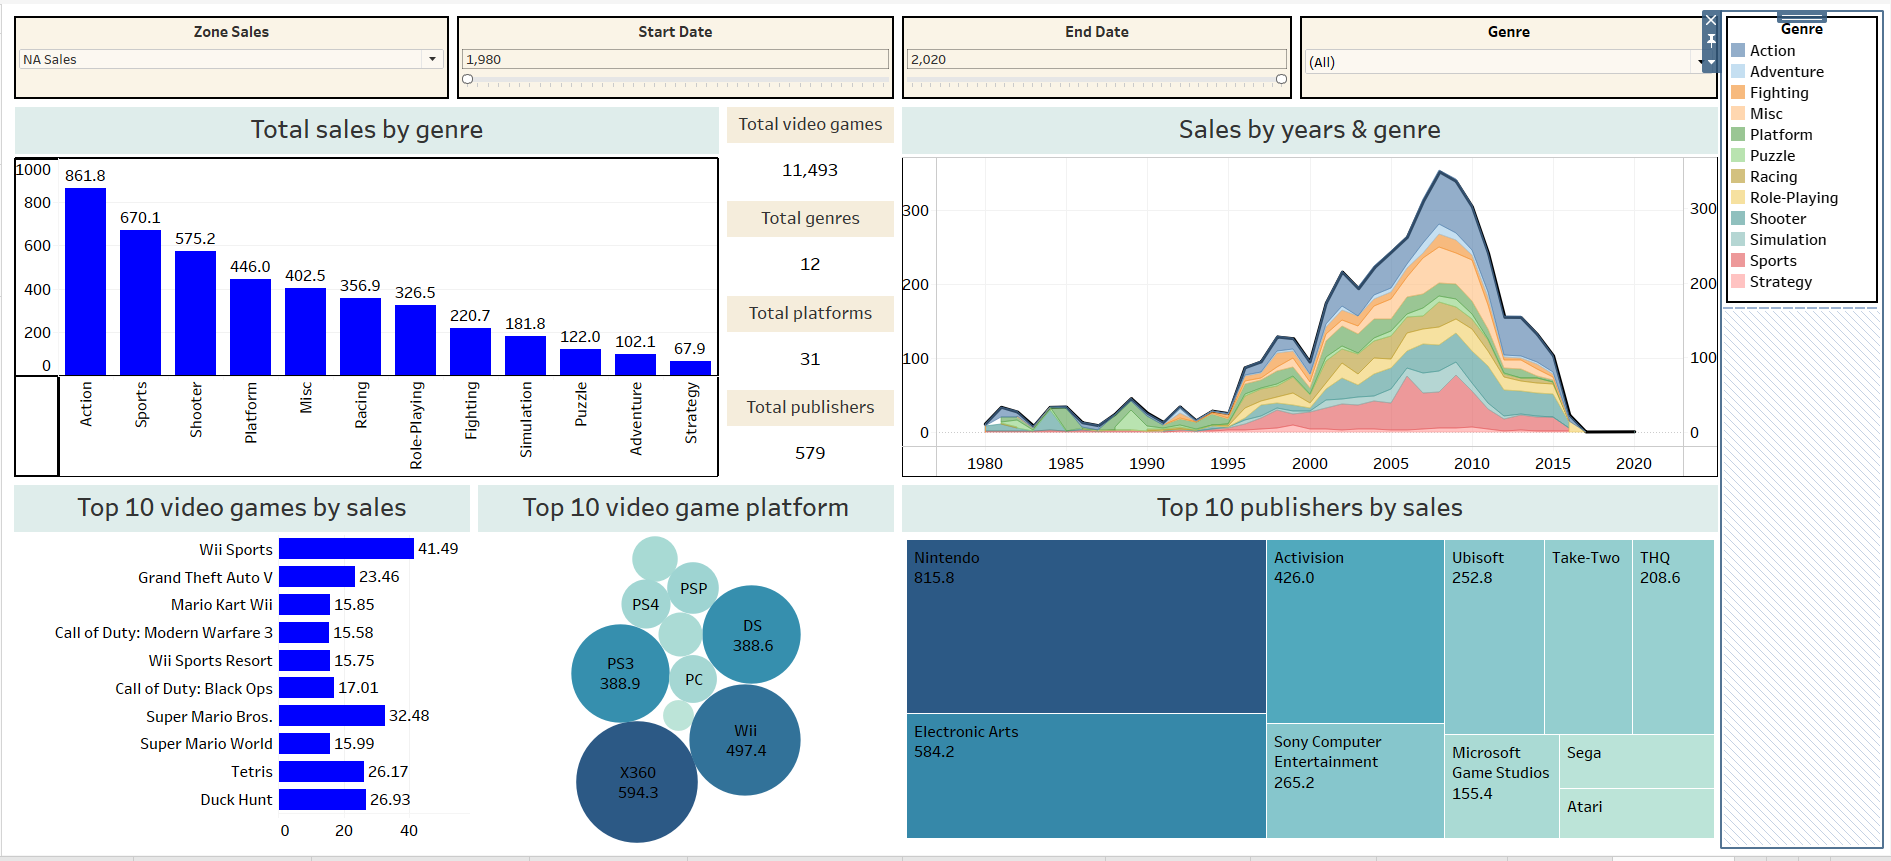 Zone Sales
NA Sales
Start Date
1,980
End Date
2,020
Genre
(All)
Genre
Action
Adventure
Fighting
Misc
Platform
Puzzle
Racing
Role-Playing
Shooter
Simulation
Sports
Strategy
Total sales by genre
1000
800
600
400
200
0
861.8
670.1
575.2
446.0
402.5
356.9
326.5
220.7
181.8
122.0
102.1
67.9
Action
Sports
Shooter
Platform
Misc
Racing
Role-Playing
Fighting
Simulation
Puzzle
Adventure
Strategy
Total video games
11,493
Total genres
12
Total platforms
31
Total publishers
579
Sales by years & genre
300
200
100
0
300
200
100
0
1980
1985
1990
1995
2000
2005
2010
2015
2020
Top 10 video games by sales
Wii Sports 41.49
Grand Theft Auto V 23.46
Mario Kart Wii 15.85
Call of Duty: Modern Warfare 3 15.58
Wii Sports Resort 15.75
Call of Duty: Black Ops 17.01
Super Mario Bros. 32.48
Super Mario World 15.99
Tetris 26.17
Duck Hunt 26.93
0 20 40
Top 10 video game platform
PSP
PS4
DS
388.6
PS3
388.9
PC
Wii
497.4
X360
594.3
Top 10 publishers by sales
Nintendo
815.8
Electronic Arts
584.2
Activision
426.0
Sony Computer
Entertainment
265.2
Ubisoft
252.8
Take-Two
THQ
208.6
Microsoft
Game Studios
155.4
Sega
Atari